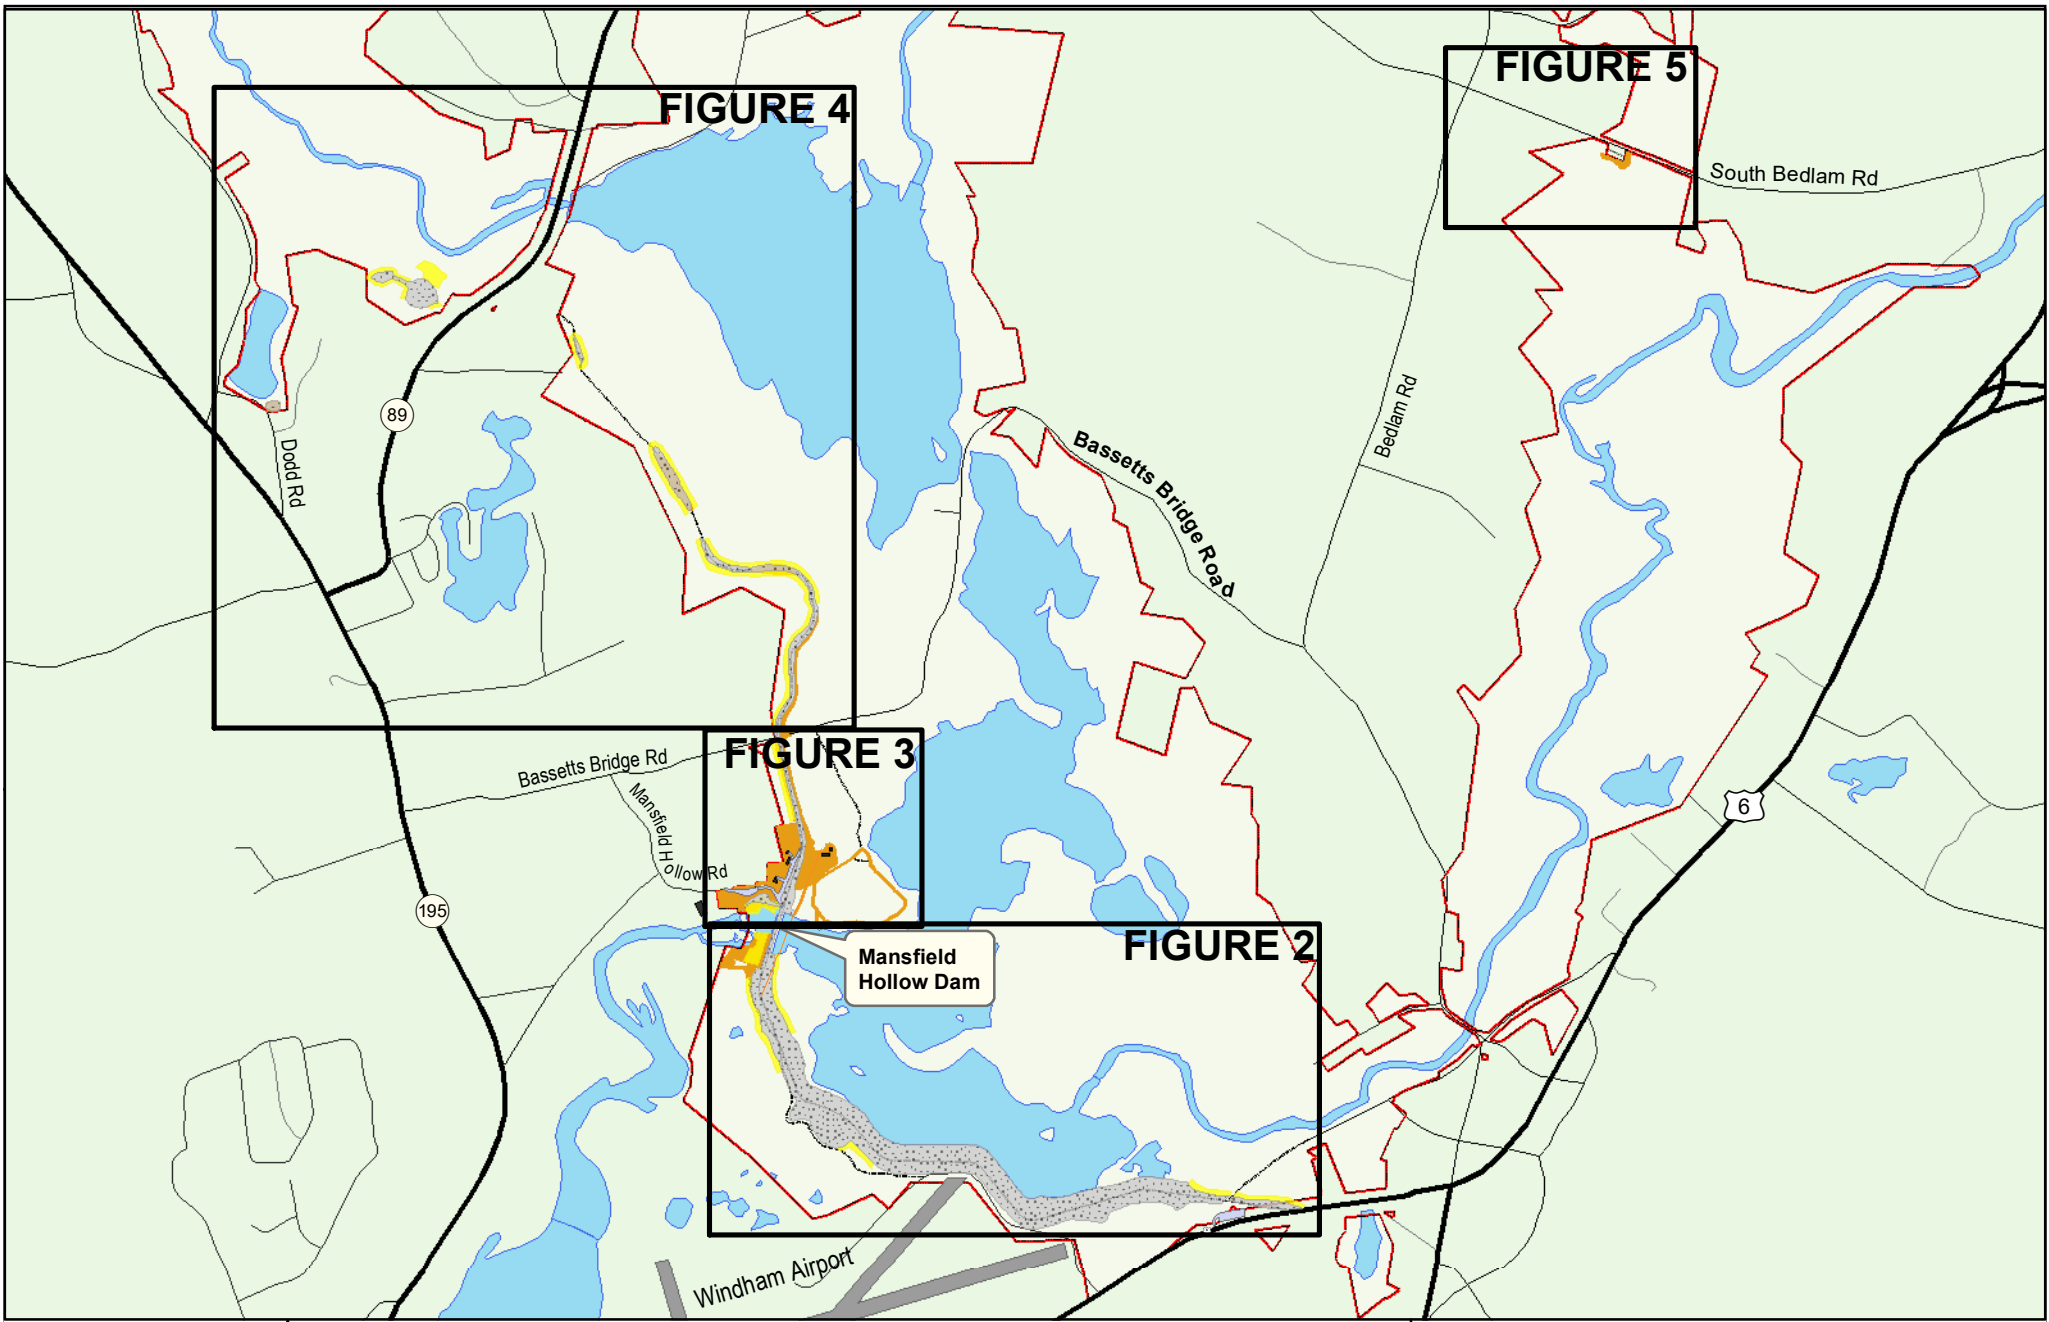 FIGURE 5
FIGURE 4
South Bedlam Rd
89
Dodd Rd
Bedlam Rd
Bassetts Bridge Road
FIGURE 3
Bassetts Bridge Rd
Mansfield Hollow Rd
6
195
FIGURE 2
Mansfield
Hollow Dam
Windham Airport